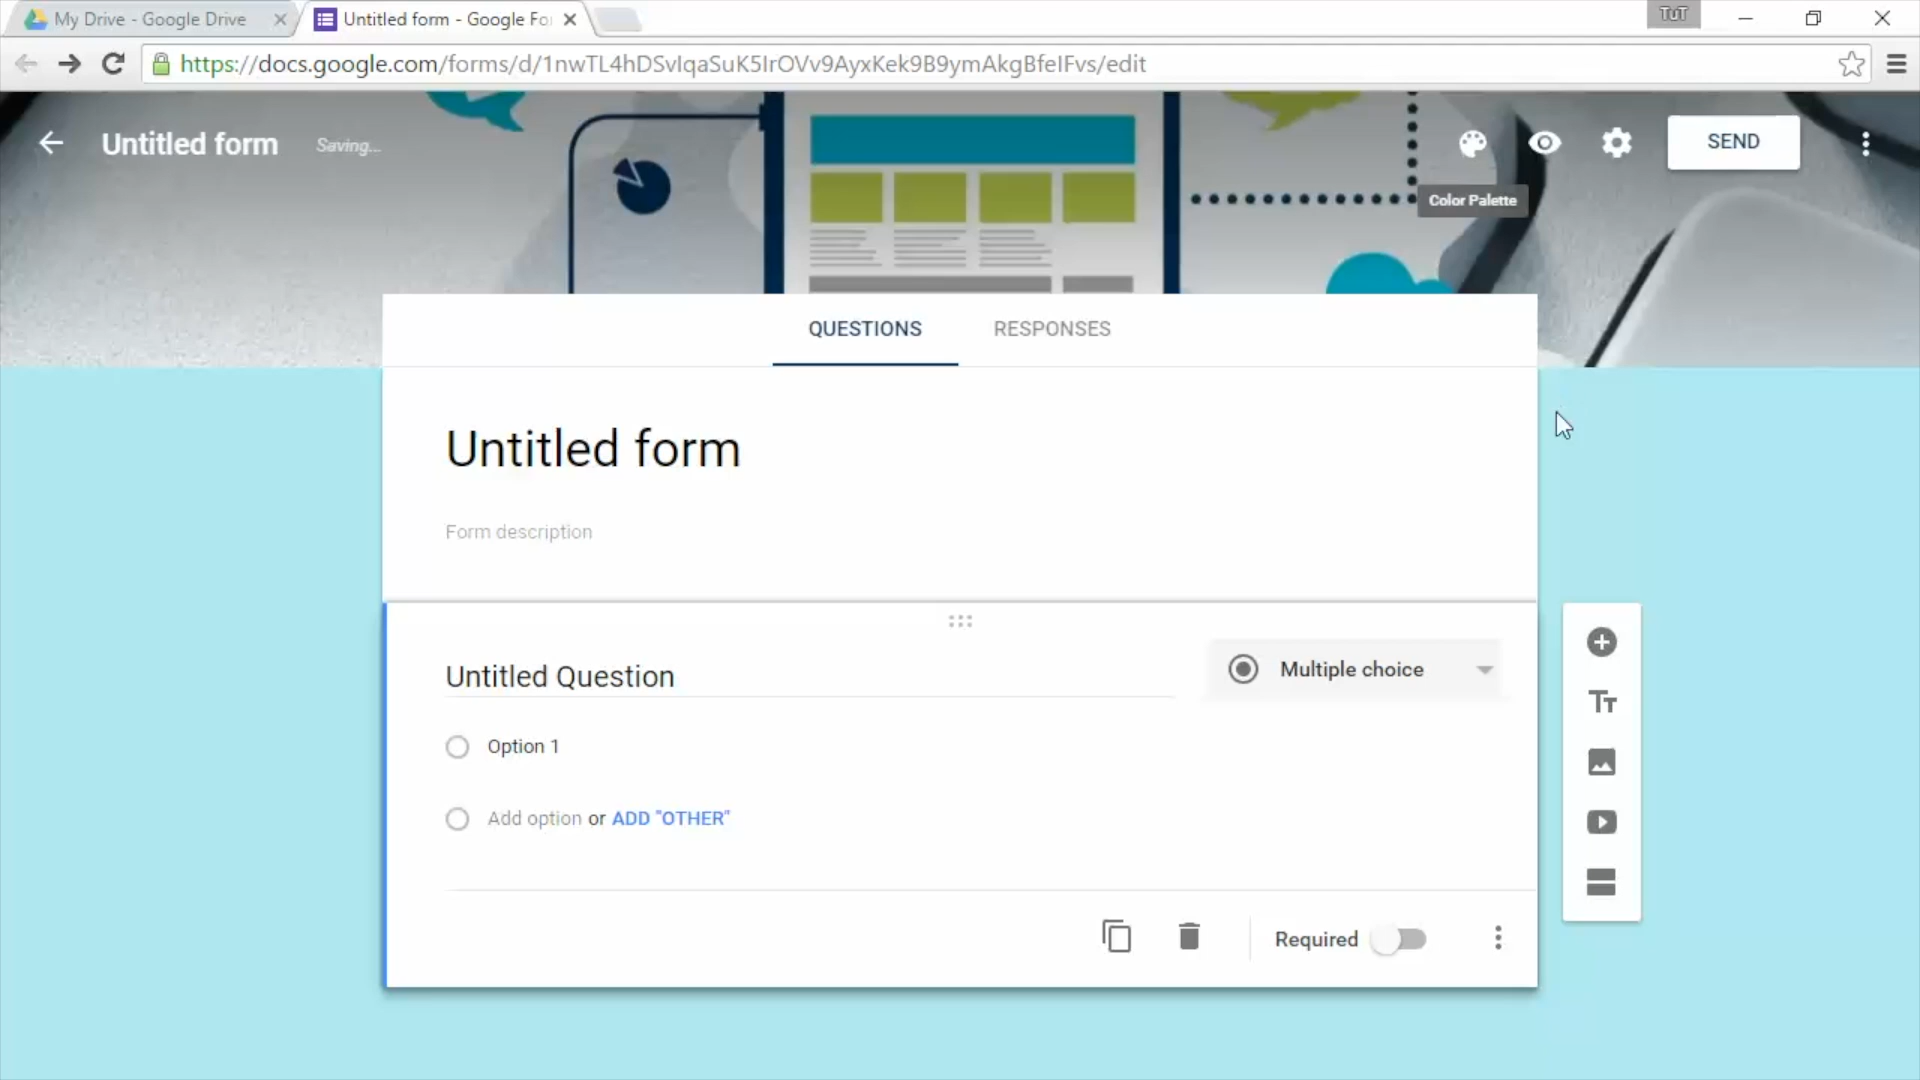 My Drive - Google Drive
Untitled form - Google Fo
TuT
https://docs.google.com/forms/d/1nwTL4hDSvIqaSuK5IrOVv9AyxKek9B9ymAkgBfeIFvs/edit
Untitled form
Saving...
SEND
Color Palette
QUESTIONS
RESPONSES
Untitled form
Form description
Untitled Question
Multiple choice
Option 1
Add option or ADD "OTHER"
Required